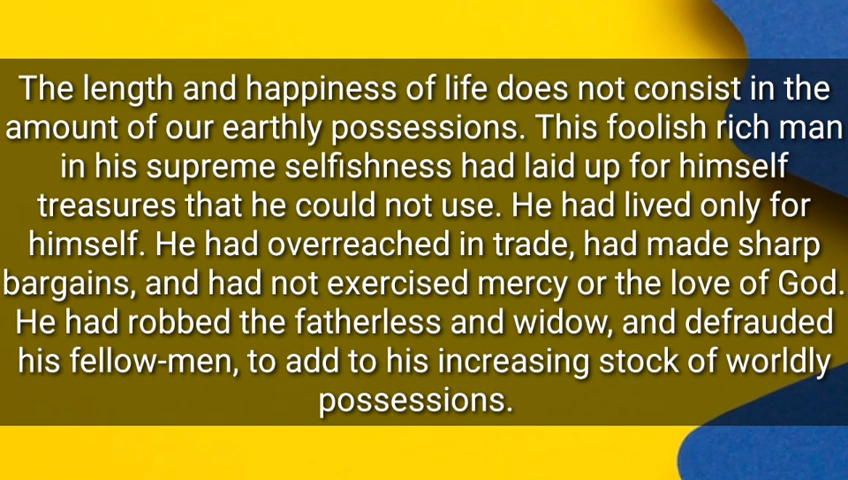 The length and happiness of life does not consist in the
amount of our earthly possessions. This foolish rich man
in his supreme selfishness had laid up for himself
treasures that he could not use. He had lived only for
himself. He had overreached in trade, had made sharp
bargains, and had not exercised mercy or the love of God.
He had robbed the fatherless and widow, and defrauded
his fellow-men, to add to his increasing stock of worldly
possessions.